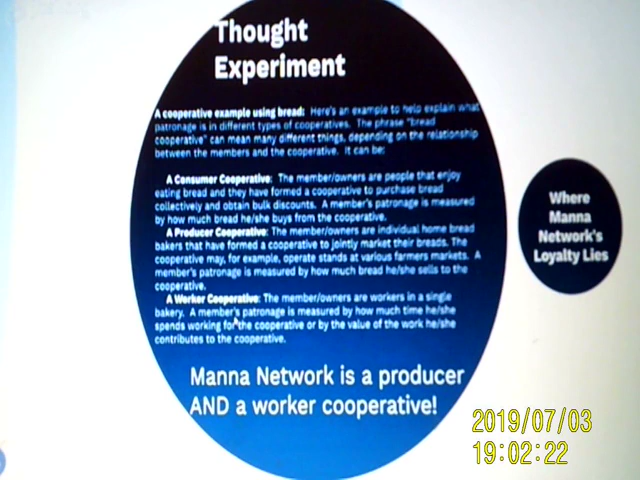 Thought
Experiment
A cooperative example using bread: Here's an example to help explain what
patronage is in different types of cooperatives. The phrase "bread
cooperative" can mean many different things, depending on the relationship
between the members and the cooperative. It can be:
A Consumer Cooperative: The member/owners are people that enjoy
eating bread and they have formed a cooperative to purchase bread
collectively and obtain bulk discounts. A member's patronage is measured
by how much bread he/she buys from the cooperative.
A Producer Cooperative: The member/owners are individual home bread
bakers that have formed a cooperative to jointly market their breads. The
cooperative may, for example, operate stands at various farmers markets. A
member's patronage is measured by how much bread he/she sells to the
cooperative.
A Worker Cooperative: The member/owners are workers in a single
bakery. A member's patronage is measured by how much time he/she
spends working for the cooperative or by the value of the work he/she
contributes to the cooperative.
Manna Network is a producer
AND a worker cooperative!
Where
Manna
Network's
Loyalty Lies
2019/07/03
19:02:22